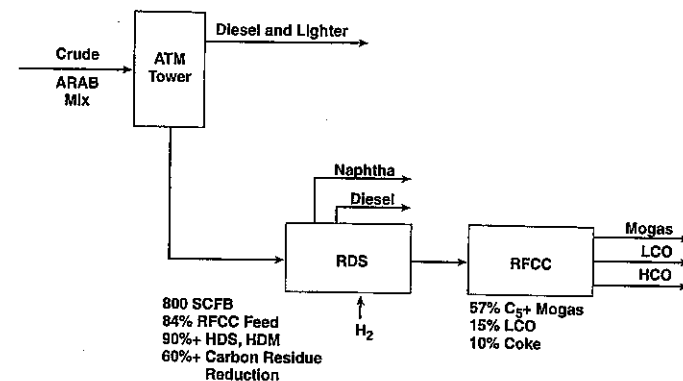 Diesel and Lighter
Crude
ARAB
Mix
ATM
Tower
Naphtha
Diesel
RDS
H2
800 SCFB
84% RFCC Feed
90%+ HDS, HDM
60%+ Carbon Residue
Reduction
RFCC
Mogas
LCO
HCO
57% C5+ Mogas
15% LCO
10% Coke